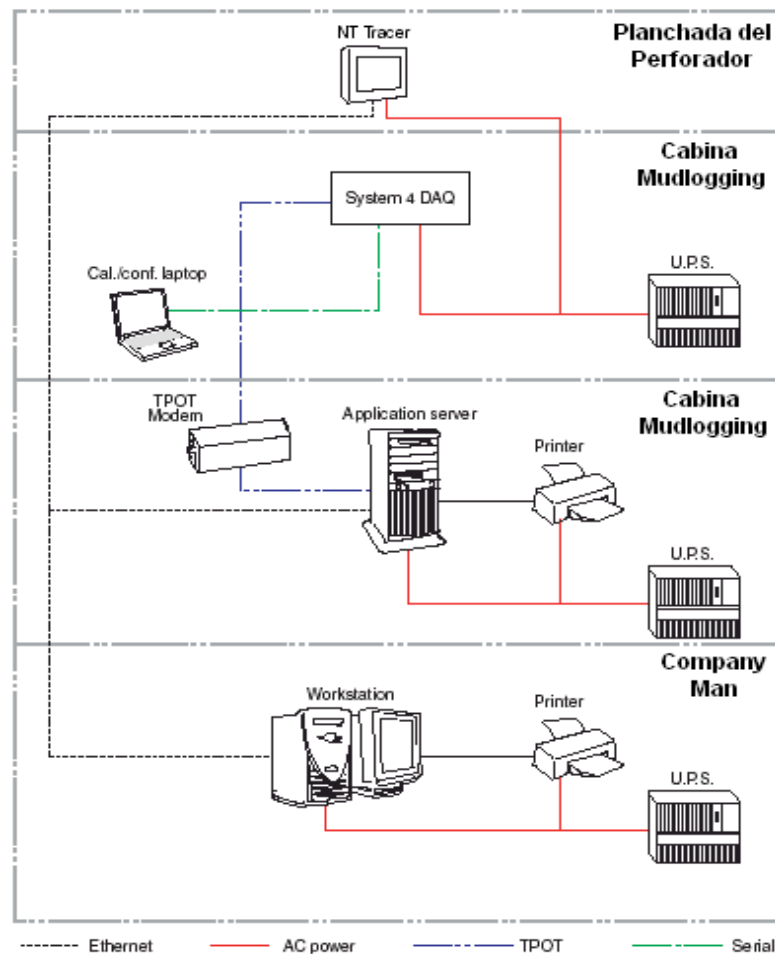 NT Tracer
Planchada del
Perforador
Cabina
Mudlogging
System 4 DAQ
U.P.S.
Cal./conf. laptop
TPOT
Modem
Application server
Cabina
Mudlogging
Printer
U.P.S.
Company
Man
Workstation
Printer
U.P.S.
Ethernet
AC power
TPOT
Serial